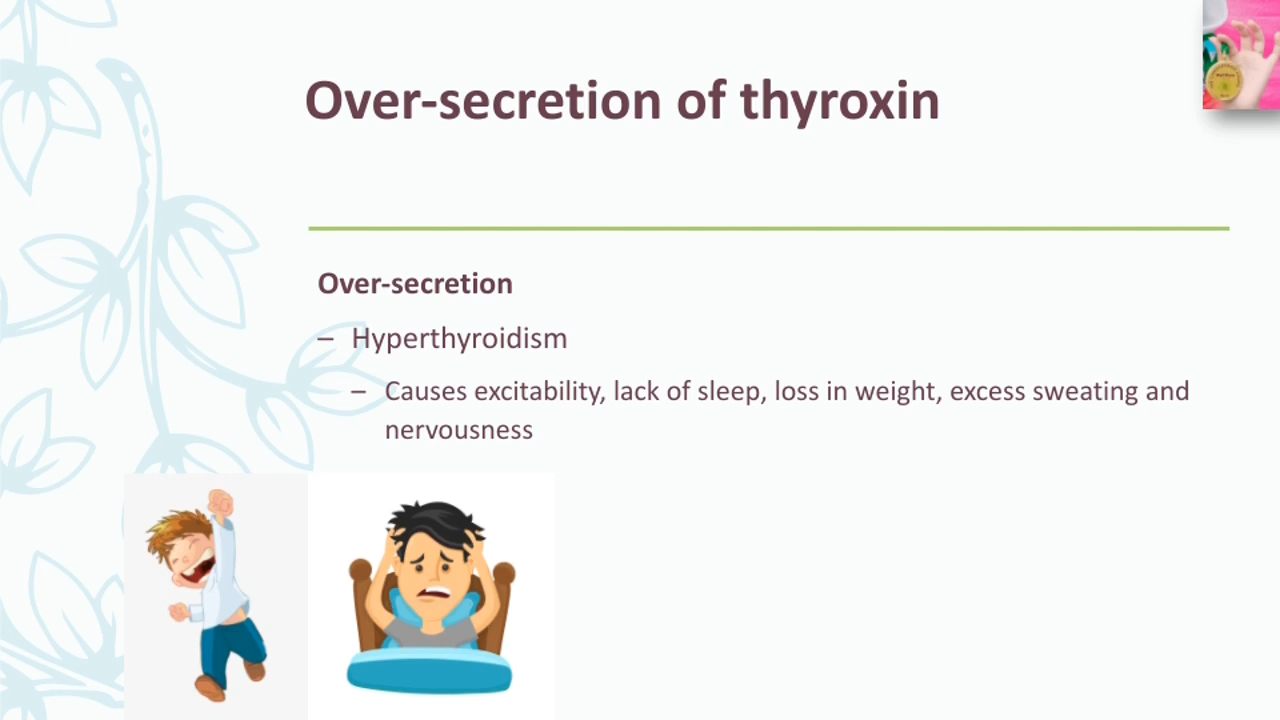 Over-secretion of thyroxin
Over-secretion
– Hyperthyroidism
– Causes excitability, lack of sleep, loss in weight, excess sweating and
nervousness